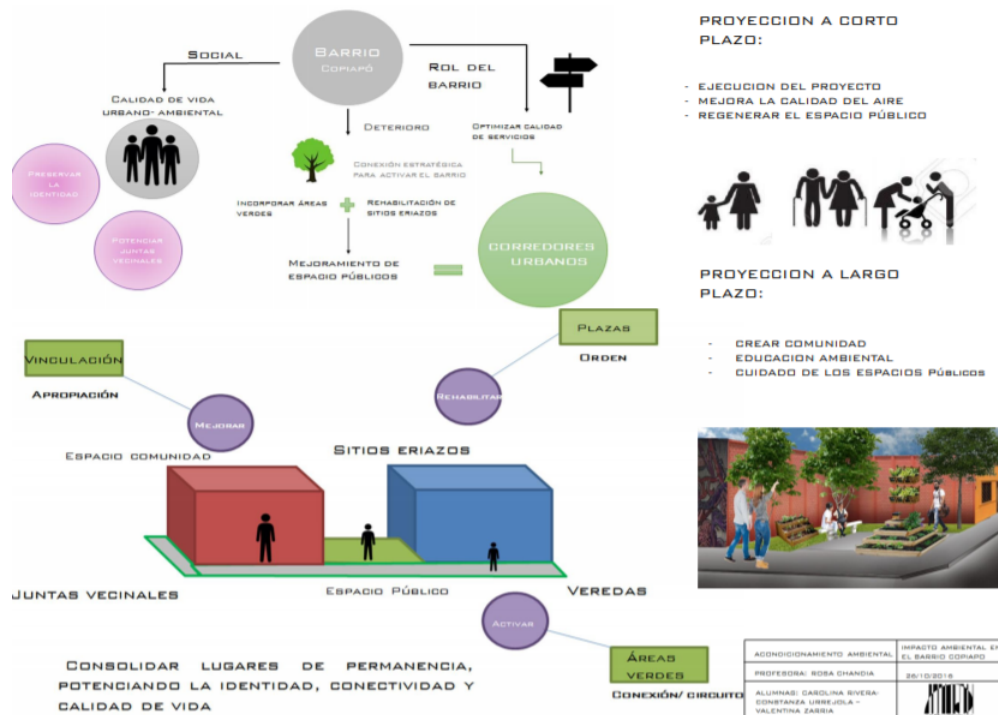 BARRIO
COPIAPÓ
SOCIAL
ROL DEL
BARRIO
CALIDAD DE VIDA
URBANO- AMBIENTAL
DETERIORO
OPTIMIZAR CALIDAD
DE SERVICIOS
CONEXIÓN ESTRATÉGICA
PARA ACTIVAR EL BARRIO
PRESERVAR
LA
IDENTIDAD
INCORPORAR ÁREAS
VERDES
REHABILITACIÓN DE
SITIOS ERIAZOS
POTENCIAR
JUNTAS
VECINALES
MEJORAMIENTO DE
ESPACIO PÚBLICOS
CORREDORES
URBANOS
PROYECCION A CORTO
PLAZO:
- EJECUCION DEL PROYECTO
- MEJORA LA CALIDAD DEL AIRE
- REGENERAR EL ESPACIO PÚBLICO
PROYECCION A LARGO
PLAZO:
- CREAR COMUNIDAD
- EDUCACION AMBIENTAL
- CUIDADO DE LOS ESPACIOS PÚBLICOS
VINCULACIÓN
APROPIACIÓN
MEJORAR
PLAZAS
ORDEN
REHABILITAR
ESPACIO COMUNIDAD
SITIOS ERIAZOS
JUNTAS VECINALES
ESPACIO PÚBLICO
VEREDAS
ACTIVAR
ÁREAS
VERDES
CONEXIÓN/ CIRCUITO
CONSOLIDAR LUGARES DE PERMANENCIA,
POTENCIANDO LA IDENTIDAD, CONECTIVIDAD Y
CALIDAD DE VIDA
ACONDICIONAMIENTO AMBIENTAL
IMPACTO AMBIENTAL EN
EL BARRIO COPIAPO
PROFESORA: ROSA CHANDIA
26/10/2016
ALUMNAS: CAROLINA RIVERA-
CONSTANZA URREJOLA -
VALENTINA ZARRIA